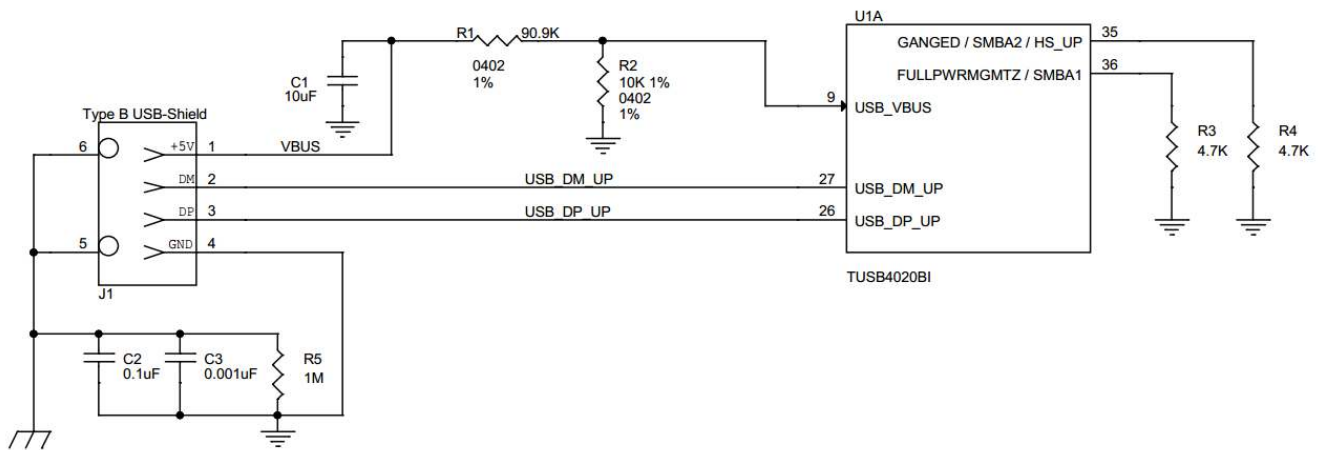 U1A
R1 90.9K
0402
1%
R2
10K 1%
0402
1%
C1
10uF
GANGED / SMBA2 / HS_UP 35
FULLPWRMGMTZ / SMBA1 36
9 USB_VBUS
R3
4.7K
R4
4.7K
Type B USB-Shield
6 +5V 1 VBUS
DM 2 USB_DM_UP 27 USB_DM_UP
DP 3 USB_DP_UP 26 USB_DP_UP
5 GND 4
J1
TUSB4020BI
C2
0.1uF
C3
0.001uF
R5
1M